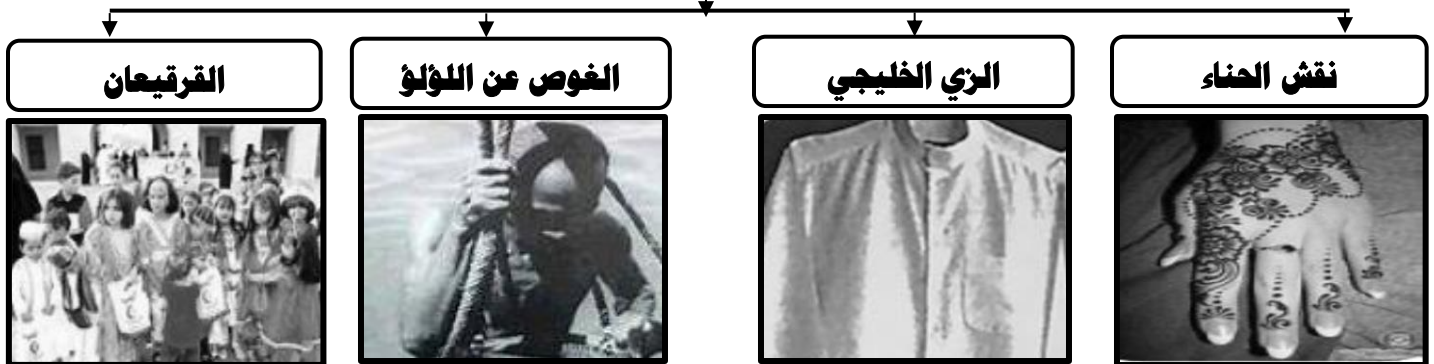 نقش الحناء
الزي الخليجي
الغوص عن اللؤلؤ
القرقيعان